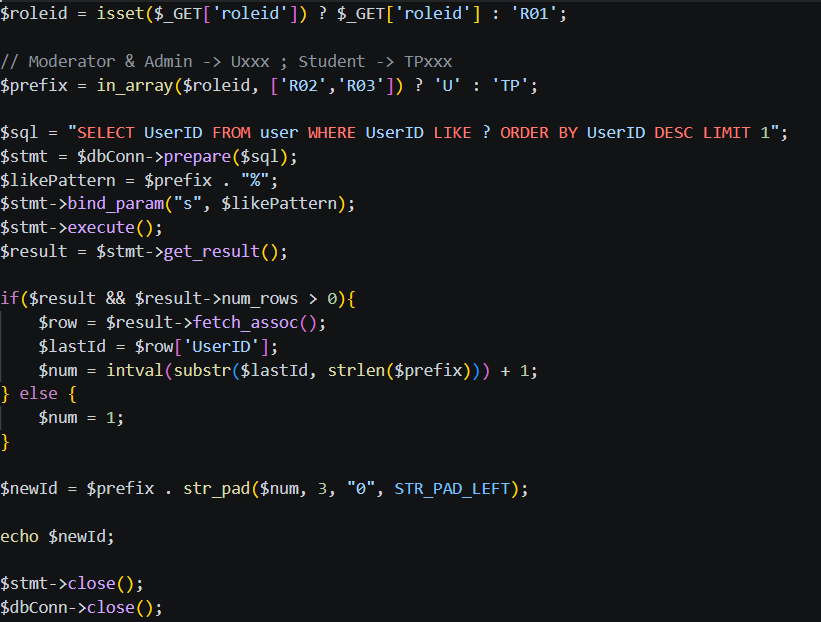 $roleid = isset($_GET['roleid']) ? $_GET['roleid'] : 'R01';
// Moderator & Admin -> Uxxx ; Student -> TPxxx
$prefix = in_array($roleid, ['R02','R03']) ? 'U' : 'TP';
$sql = "SELECT UserID FROM user WHERE UserID LIKE ? ORDER BY UserID DESC LIMIT 1";
$stmt = $dbConn->prepare($sql);
$likePattern = $prefix . "%";
$stmt->bind_param("s", $likePattern);
$stmt->execute();
$result = $stmt->get_result();
if($result && $result->num_rows > 0){
    $row = $result->fetch_assoc();
    $lastId = $row['UserID'];
    $num = intval(substr($lastId, strlen($prefix))) + 1;
} else {
    $num = 1;
}
$newId = $prefix . str_pad($num, 3, "0", STR_PAD_LEFT);
echo $newId;
$stmt->close();
$dbConn->close();